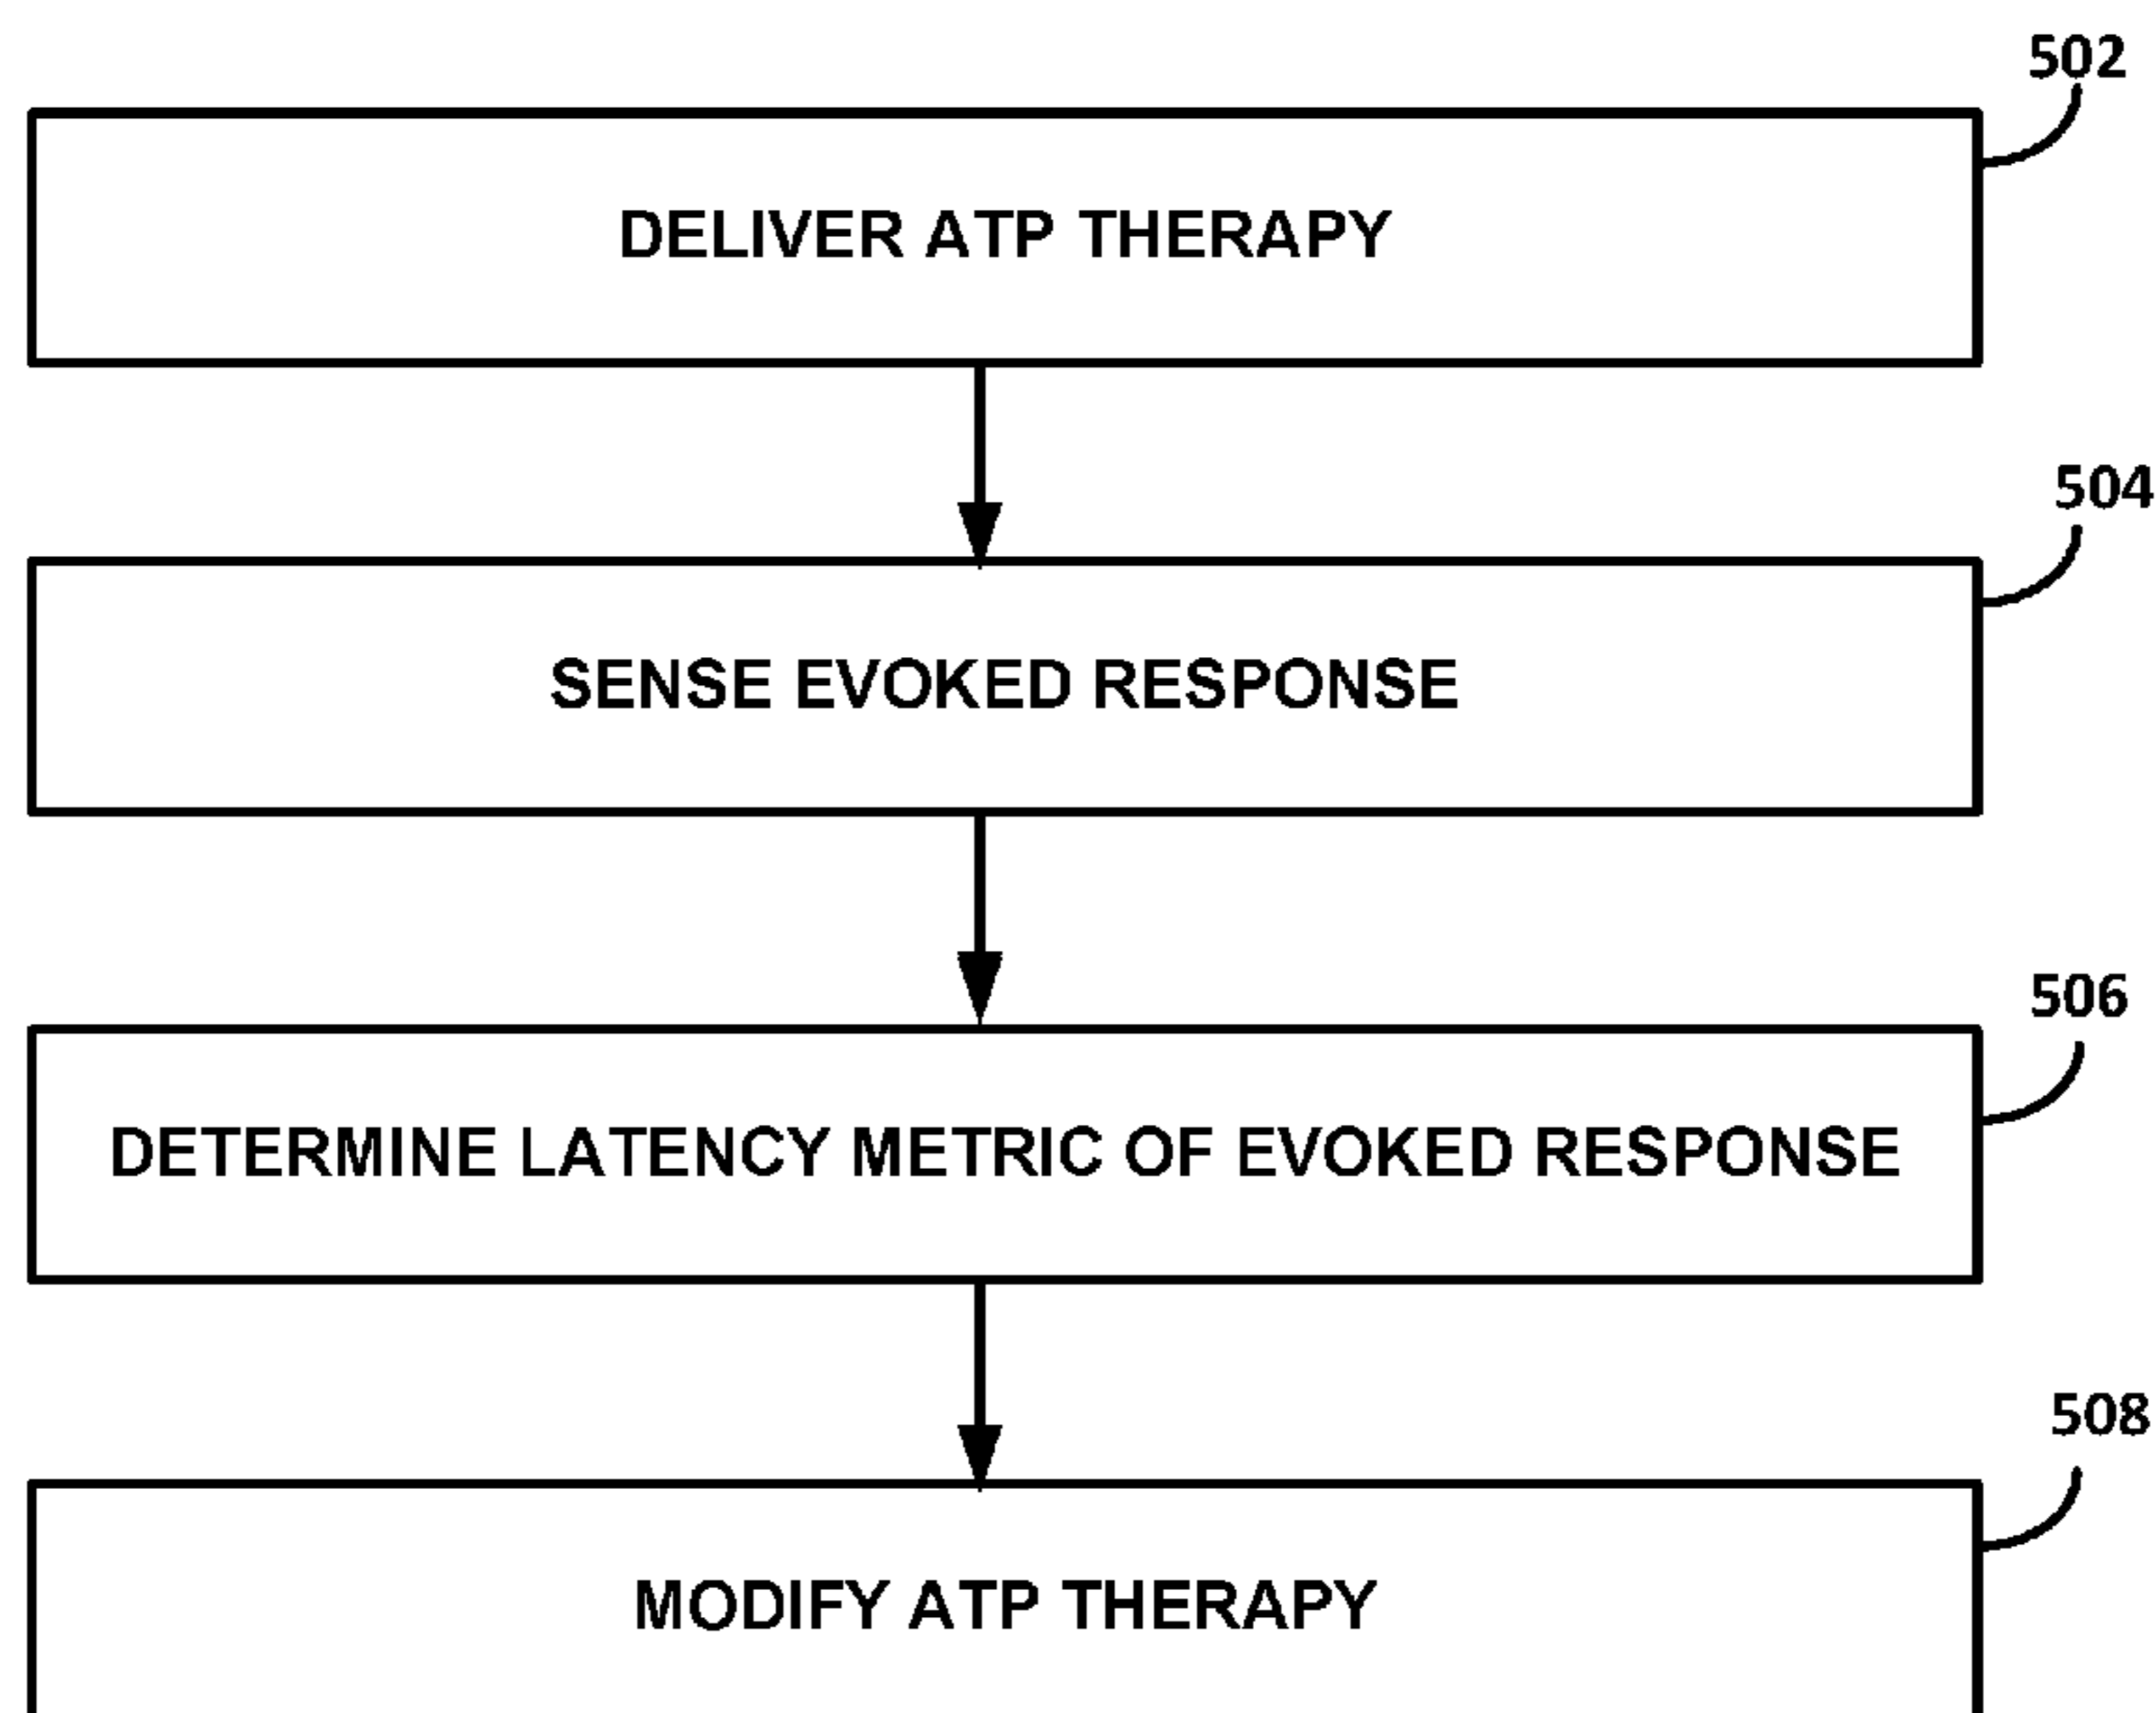 502
DELIVER ATP THERAPY
504
SENSE EVOKED RESPONSE
506
DETERMINE LATENCY METRIC OF EVOKED RESPONSE
508
MODIFY ATP THERAPY